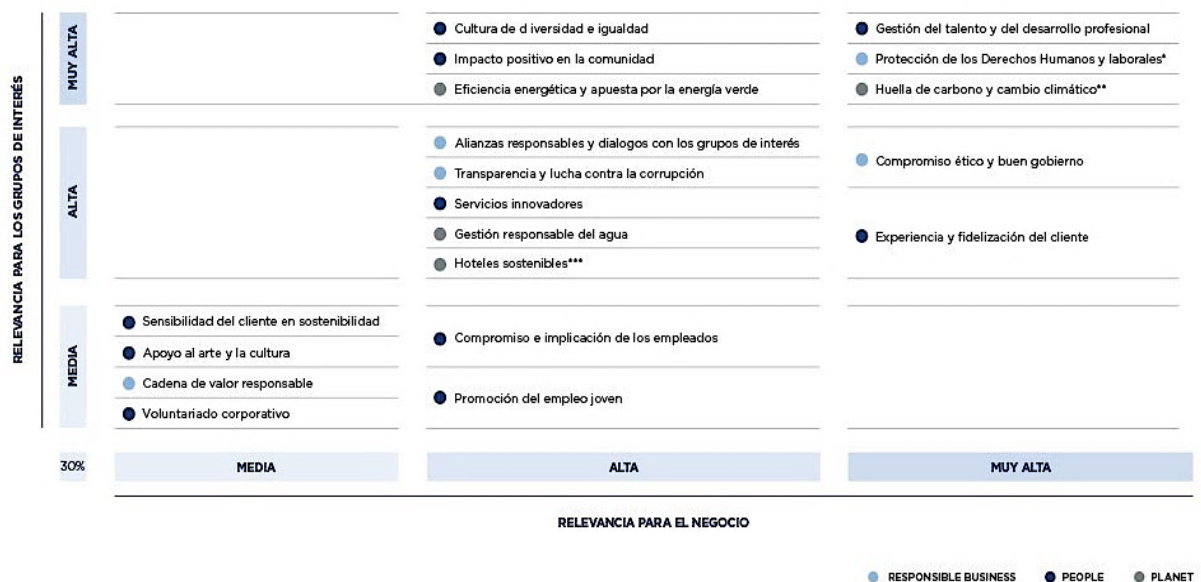 RELEVANCIA PARA LOS GRUPOS DE INTERÉS
MUY ALTA
Cultura de d iversidad e igualdad
Impacto positivo en la comunidad
Eficiencia energética y apuesta por la energía verde
Gestión del talento y del desarrollo profesional
Protección de los Derechos Humanos y laborales*
Huella de carbono y cambio climático**
ALTA
Alianzas responsables y dialogos con los grupos de interés
Transparencia y lucha contra la corrupción
Servicios innovadores
Gestión responsable del agua
Hoteles sostenibles***
Compromiso ético y buen gobierno
Experiencia y fidelización del cliente
MEDIA
Sensibilidad del cliente en sostenibilidad
Apoyo al arte y la cultura
Cadena de valor responsable
Voluntariado corporativo
Compromiso e implicación de los empleados
Promoción del empleo joven
30%
MEDIA
ALTA
MUY ALTA
RELEVANCIA PARA EL NEGOCIO
RESPONSIBLE BUSINESS
PEOPLE
PLANET